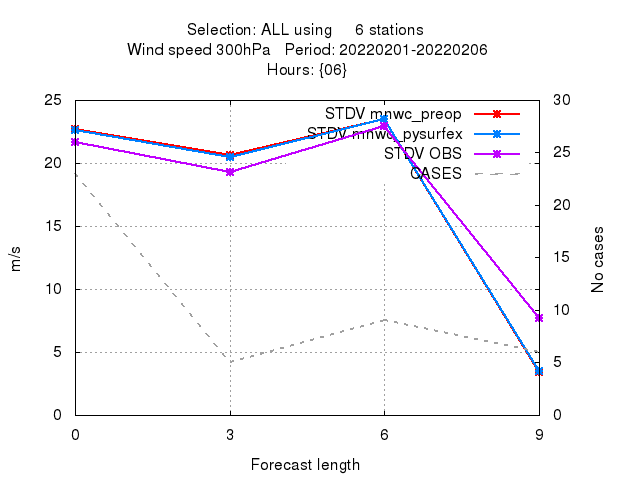 Selection: ALL using 6 stations
Wind speed 300hPa Period: 20220201-20220206
Hours: {06}
25 30
STDV mnwc_preop
STDV mnwc_pysurfex
STDV OBS
CASES
20 25
15 20
15
10 10
5 5
0 0
m/s
No cases
0 3 6 9
Forecast length